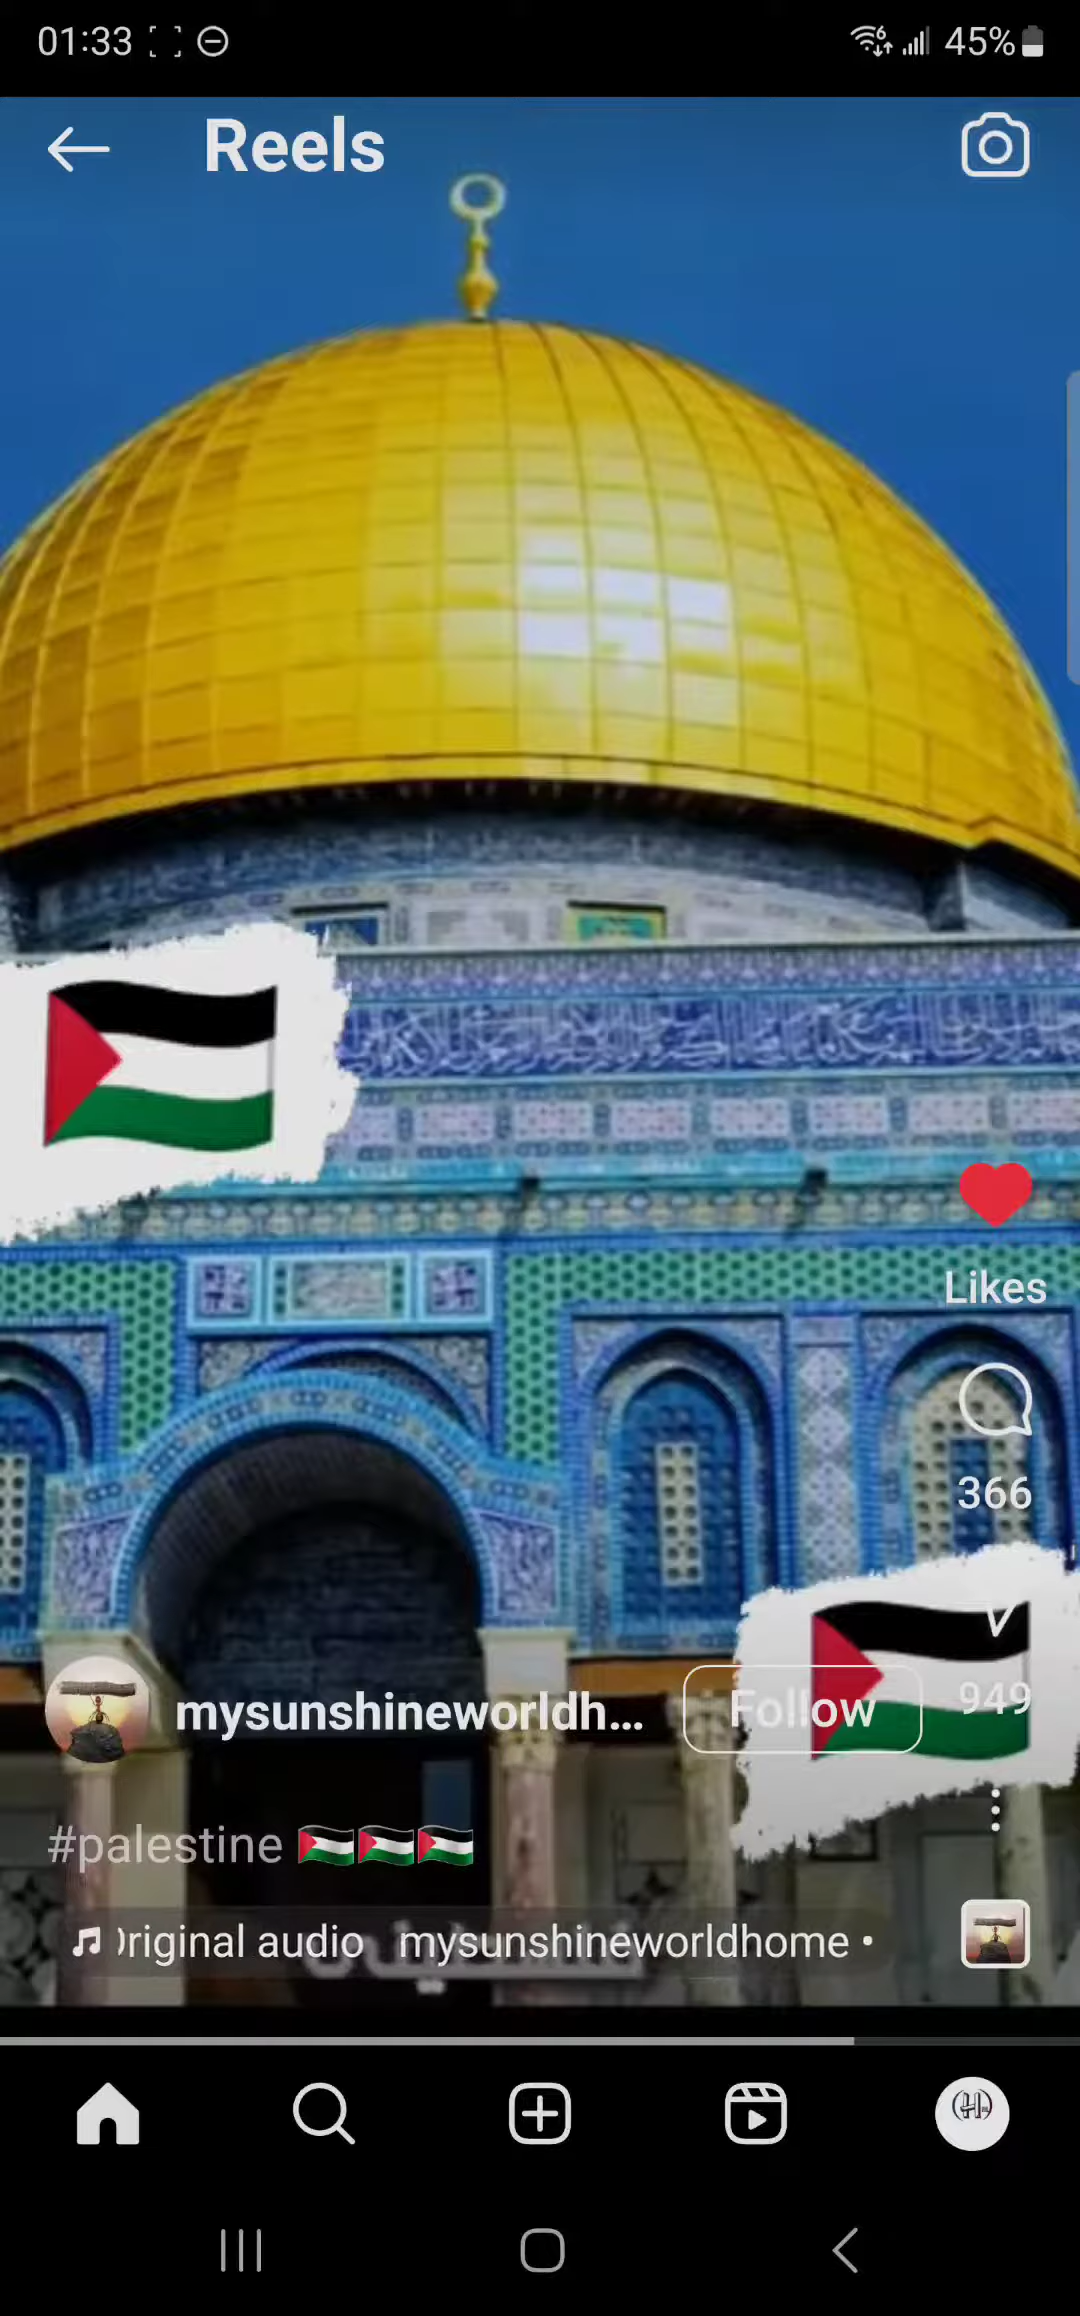 01:33
45%
Reels
Likes
366
mysunshineworldh...
Follow
949
#palestine
riginal audio mysunshineworldhome •